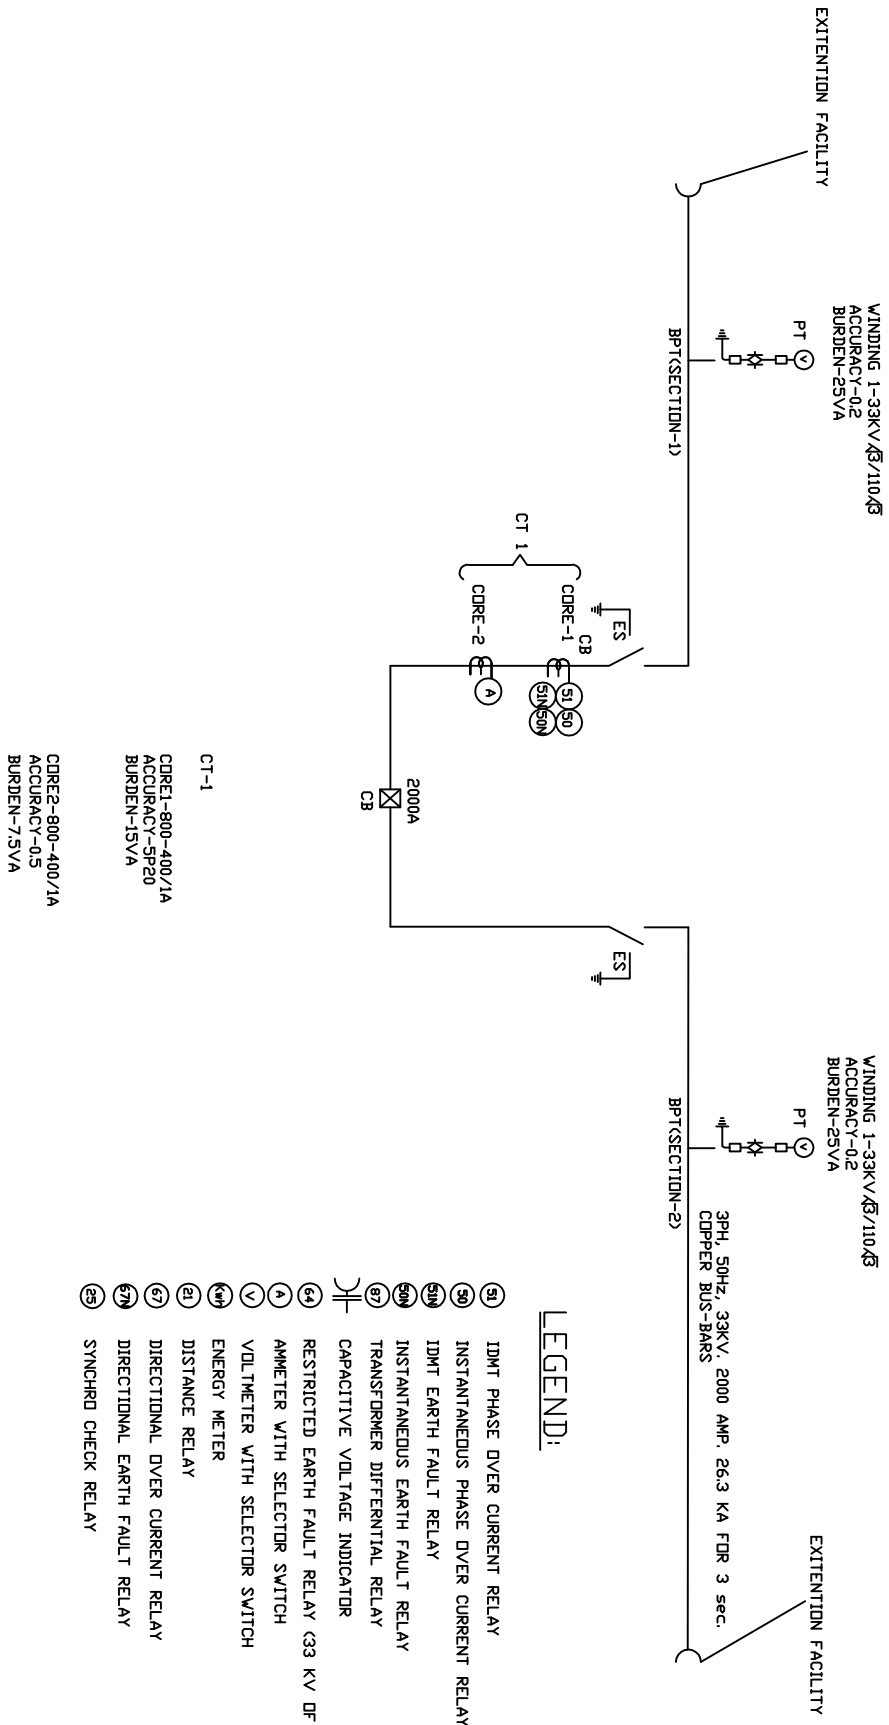 EXITENTION FACILITY
WINDING 1-33KV/√3/110/√3
ACCURACY-0.2
BURDEN-25VA
PT
V
BPT(SECTION-1)
WINDING 1-33KV/√3/110/√3
ACCURACY-0.2
BURDEN-25VA
PT
V
BPT(SECTION-2)
3PH, 50Hz, 33KV. 2000 AMP. 26.3 KA FOR 3 sec.
COPPER BUS-BARS
EXITENTION FACILITY
ES
CB
CT 1
CORE-1
51 50
51N 50N
CORE-2
A
ES
2000A
CB
CT-1
CORE1-800-400/1A
ACCURACY-5P20
BURDEN-15VA
CORE2-800-400/1A
ACCURACY-0.5
BURDEN-7.5VA
LEGEND:
51 IDMT PHASE OVER CURRENT RELAY
50 INSTANTANEOUS PHASE OVER CURRENT RELAY
51N IDMT EARTH FAULT RELAY
50N INSTANTANEOUS EARTH FAULT RELAY
87 TRANSFORMER DIFFERNTIAL RELAY
CAPACITIVE VOLTAGE INDICATOR
64 RESTRICTED EARTH FAULT RELAY (33 KV OF
A AMMETER WITH SELECTOR SWITCH
V VOLTMETER WITH SELECTOR SWITCH
KwH ENERGY METER
21 DISTANCE RELAY
67 DIRECTIONAL OVER CURRENT RELAY
67N DIRECTIONAL EARTH FAULT RELAY
25 SYNCHRO CHECK RELAY